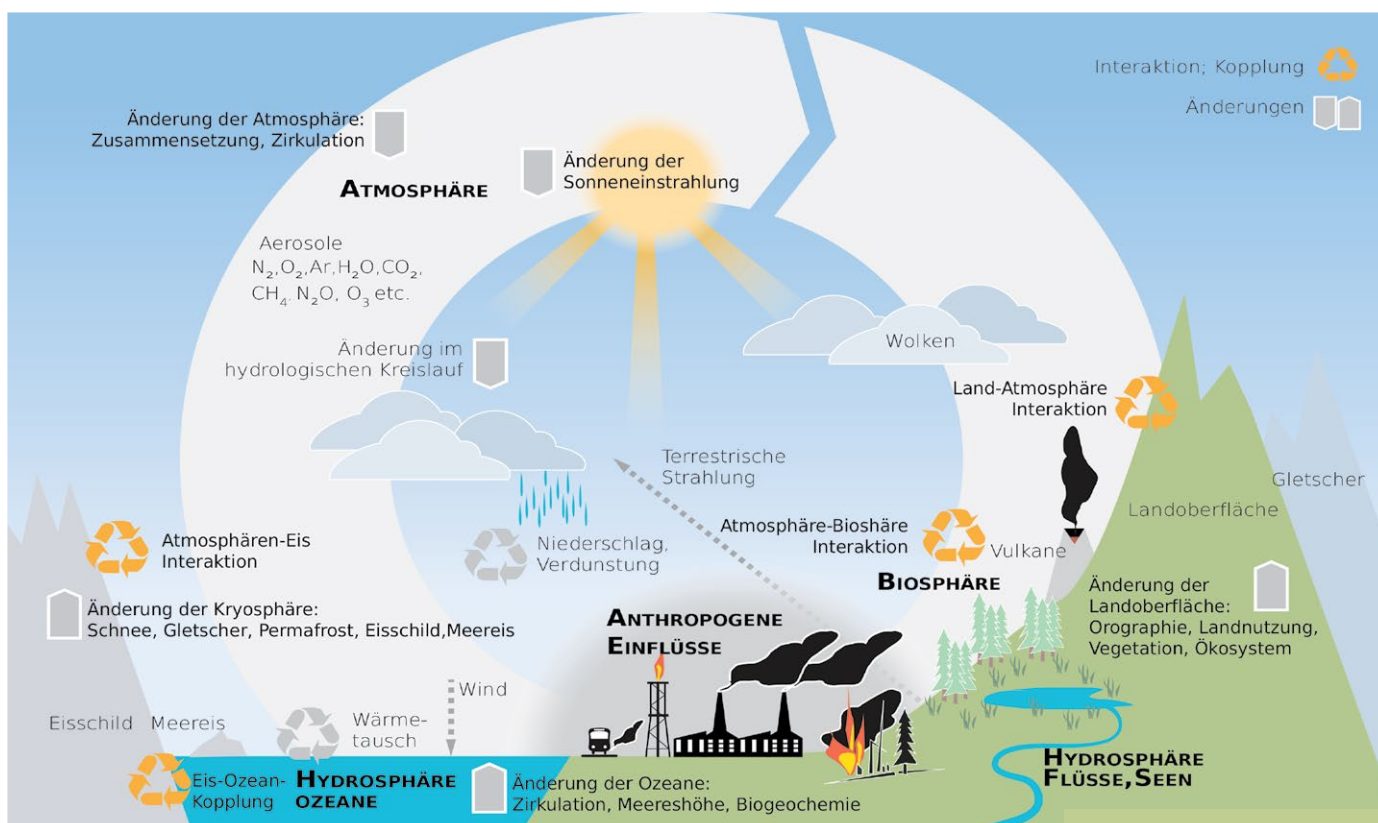 Interaktion; Kopplung
Änderungen
Änderung der Atmosphäre:
Zusammensetzung, Zirkulation
Änderung der
Sonneneinstrahlung
ATMOSPHÄRE
Aerosole
N₂,O₂,Ar,H₂O,CO₂,
CH₄. N₂O, O₃ etc.
Änderung im
hydrologischen Kreislauf
Wolken
Land-Atmosphäre
Interaktion
Terrestrische
Strahlung
Gletscher
Landoberfläche
Atmosphären-Eis
Interaktion
Niederschlag,
Verdunstung
Atmosphäre-Bioshäre
Interaktion
Vulkane
BIOSPHÄRE
Änderung der Kryosphäre:
Schnee, Gletscher, Permafrost, Eisschild,Meereis
ANTHROPOGENE
EINFLÜSSE
Änderung der
Landoberfläche:
Orographie, Landnutzung,
Vegetation, Ökosystem
Wind
Eisschild Meereis
Wärme-
tausch
Eis-Ozean-
Kopplung
HYDROSPHÄRE
OZEANE
Änderung der Ozeane:
Zirkulation, Meereshöhe, Biogeochemie
HYDROSPHÄRE
FLÜSSE,SEEN